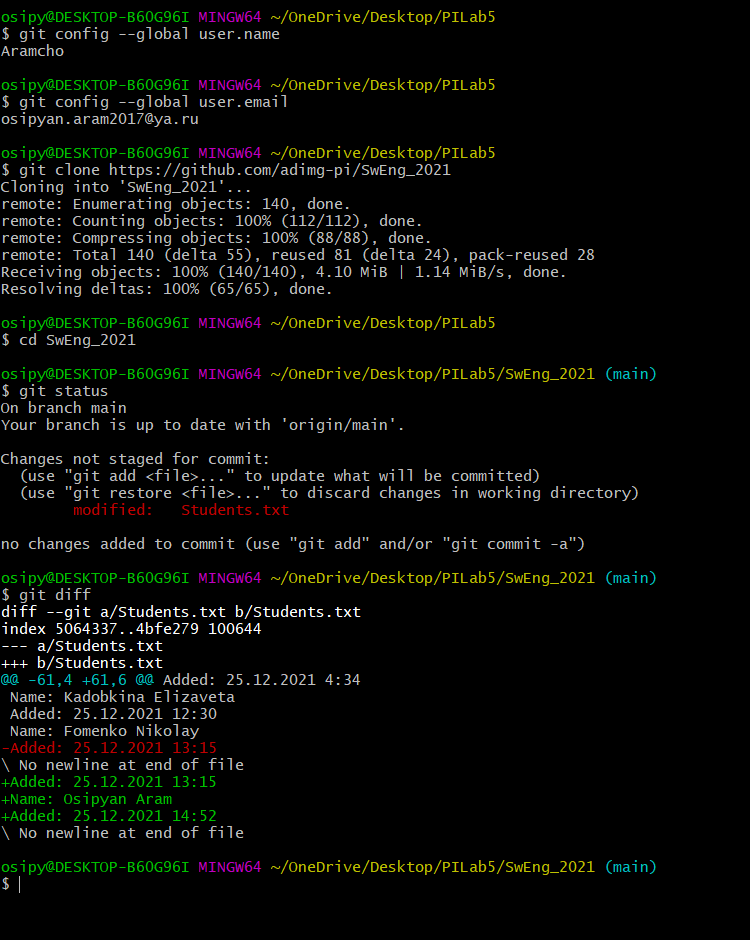 osipy@DESKTOP-B60G96I MINGW64 ~/OneDrive/Desktop/PILab5
$ git config --global user.name
Aramcho
osipy@DESKTOP-B60G96I MINGW64 ~/OneDrive/Desktop/PILab5
$ git config --global user.email
osipyan.aram2017@ya.ru
osipy@DESKTOP-B60G96I MINGW64 ~/OneDrive/Desktop/PILab5
$ git clone https://github.com/adimg-pi/SwEng_2021
Cloning into 'SwEng_2021'...
remote: Enumerating objects: 140, done.
remote: Counting objects: 100% (112/112), done.
remote: Compressing objects: 100% (88/88), done.
remote: Total 140 (delta 55), reused 81 (delta 24), pack-reused 28
Receiving objects: 100% (140/140), 4.10 MiB | 1.14 MiB/s, done.
Resolving deltas: 100% (65/65), done.
osipy@DESKTOP-B60G96I MINGW64 ~/OneDrive/Desktop/PILab5
$ cd SwEng_2021
osipy@DESKTOP-B60G96I MINGW64 ~/OneDrive/Desktop/PILab5/SwEng_2021 (main)
$ git status
On branch main
Your branch is up to date with 'origin/main'.
Changes not staged for commit:
  (use "git add <file>..." to update what will be committed)
  (use "git restore <file>..." to discard changes in working directory)
        modified:   Students.txt
no changes added to commit (use "git add" and/or "git commit -a")
osipy@DESKTOP-B60G96I MINGW64 ~/OneDrive/Desktop/PILab5/SwEng_2021 (main)
$ git diff
diff --git a/Students.txt b/Students.txt
index 5064337..4bfe279 100644
--- a/Students.txt
+++ b/Students.txt
@@ -61,4 +61,6 @@ Added: 25.12.2021 4:34
 Name: Kadobkina Elizaveta
 Added: 25.12.2021 12:30
 Name: Fomenko Nikolay
-Added: 25.12.2021 13:15
\ No newline at end of file
+Added: 25.12.2021 13:15
+Name: Osipyan Aram
+Added: 25.12.2021 14:52
\ No newline at end of file
osipy@DESKTOP-B60G96I MINGW64 ~/OneDrive/Desktop/PILab5/SwEng_2021 (main)
$